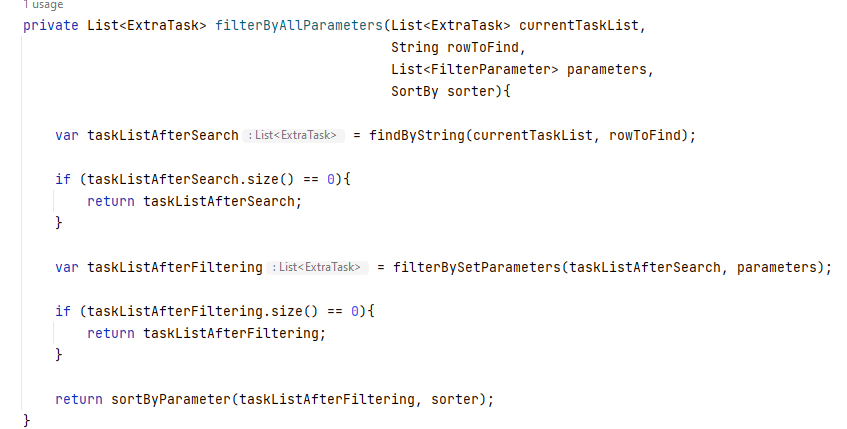 1 usage
private List<ExtraTask> filterByAllParameters(List<ExtraTask> currentTaskList,
String rowToFind,
List<FilterParameter> parameters,
SortBy sorter){
var taskListAfterSearch : List<ExtraTask> = findByString(currentTaskList, rowToFind);
if (taskListAfterSearch.size() == 0){
return taskListAfterSearch;
}
var taskListAfterFiltering : List<ExtraTask> = filterBySetParameters(taskListAfterSearch, parameters);
if (taskListAfterFiltering.size() == 0){
return taskListAfterFiltering;
}
return sortByParameter(taskListAfterFiltering, sorter);
}